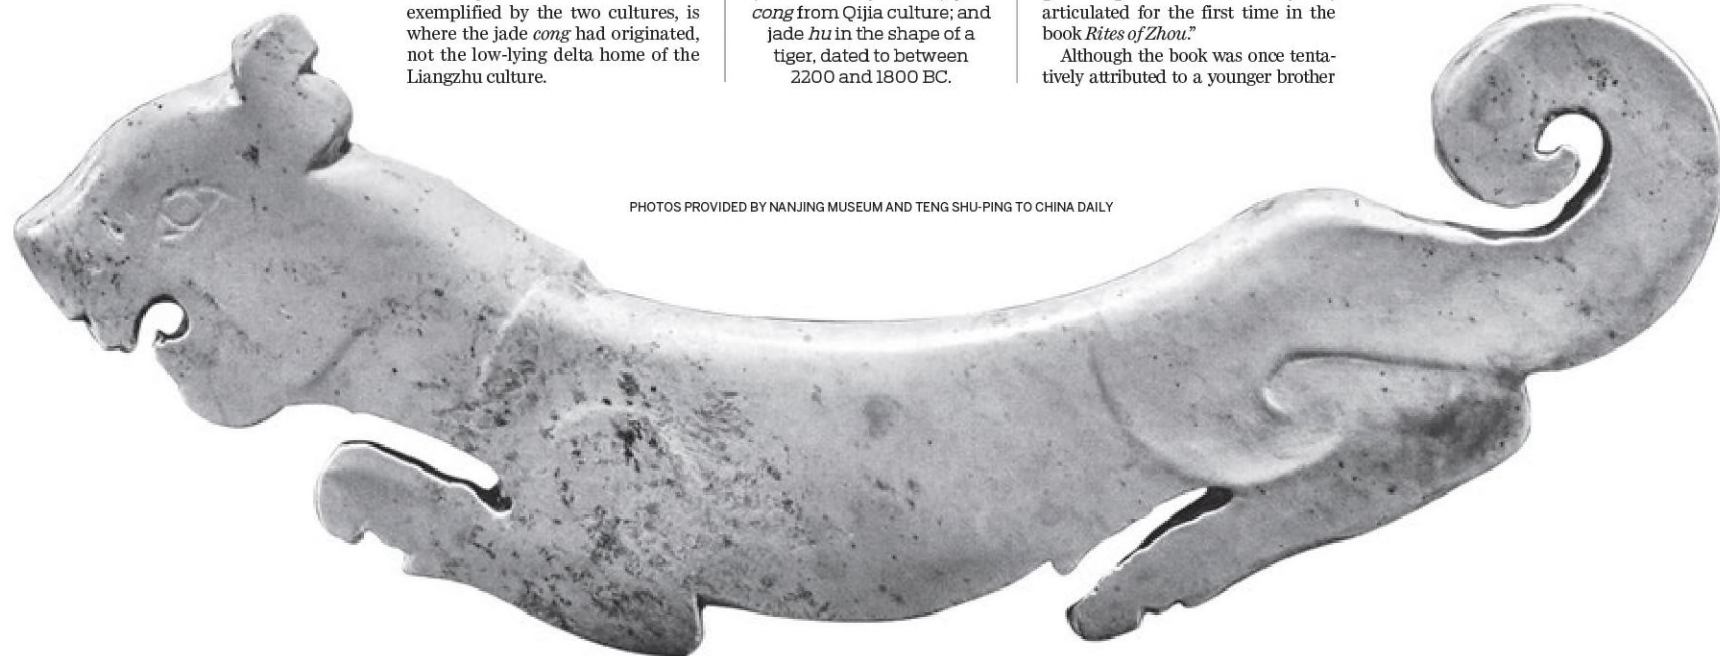 exemplified by the two cultures, is
where the jade cong had originated,
not the low-lying delta home of the
Liangzhu culture.
cong from Qijia culture; and
jade hu in the shape of a
tiger, dated to between
2200 and 1800 BC.
articulated for the first time in the
book Rites of Zhou."
Although the book was once tenta-
tively attributed to a younger brother
PHOTOS PROVIDED BY NANJING MUSEUM AND TENG SHU-PING TO CHINA DAILY